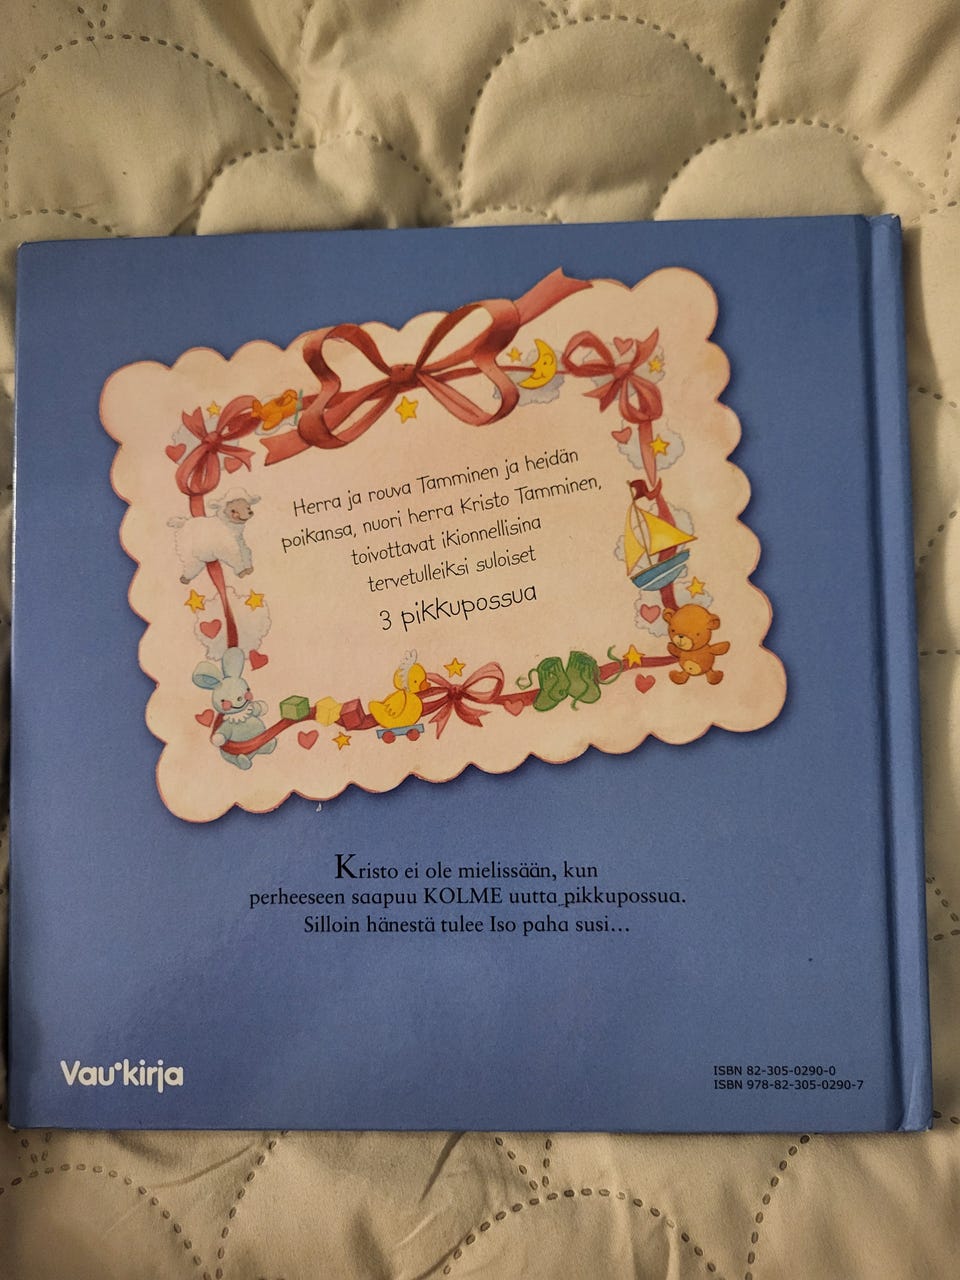 Herra ja rouva Tamminen ja heidän
poikansa, nuori herra Kristo Tamminen,
toivottavat ikionnellisina
tervetulleiksi suloiset
3 pikkupossua
Kristo ei ole mielissään, kun
perheeseen saapuu KOLME uutta pikkupossua.
Silloin hänestä tulee Iso paha susi...
Vau•kirja
ISBN 82-305-0290-0
ISBN 978-82-305-0290-7